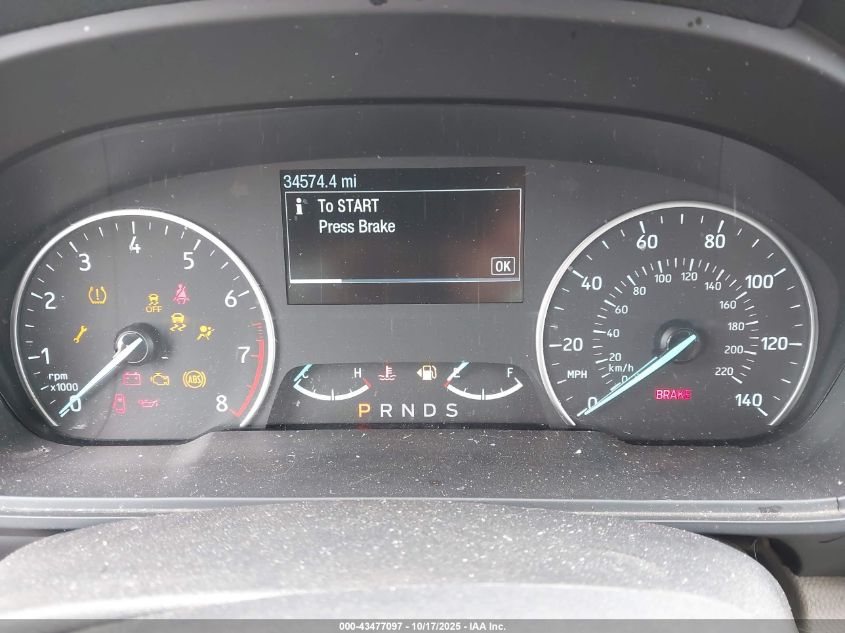 34574.4 mi
i To START
Press Brake
OK
0 1 2 3 4 5 6 7 8
rpm
x1000
OFF
ABS
C H
E F
P R N D S
0 20 40 60 80 100 120 140
MPH
0 20 40 60 80 100 120 140 160 180 200 220
km/h
BRAKE
000-43477097 - 10/17/2025 - IAA Inc.